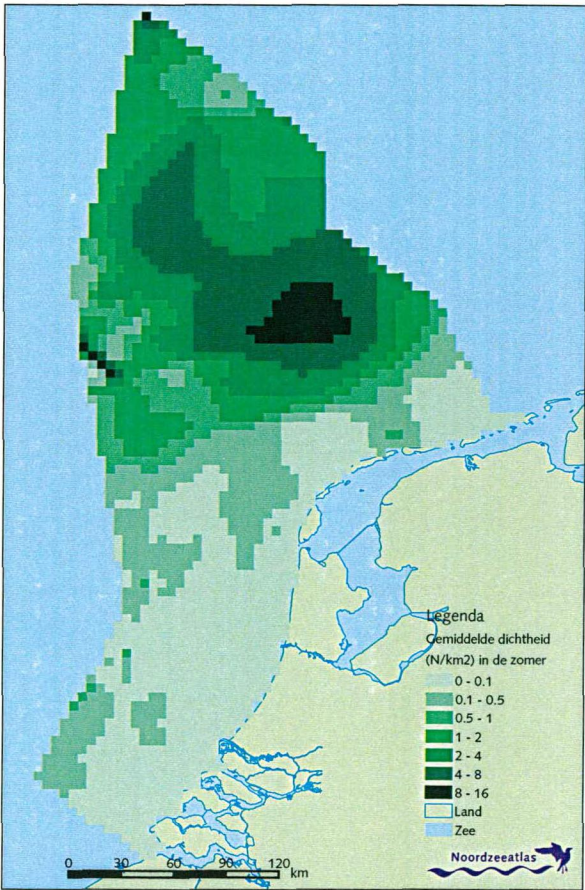 Legenda
Gemiddelde dichtheid
(N/km2) in de zomer
0 - 0.1
0.1 - 0.5
0.5 - 1
1 - 2
2 - 4
4 - 8
8 - 16
Land
Zee
Noordzeeatlas
0 30 60 90 120 km